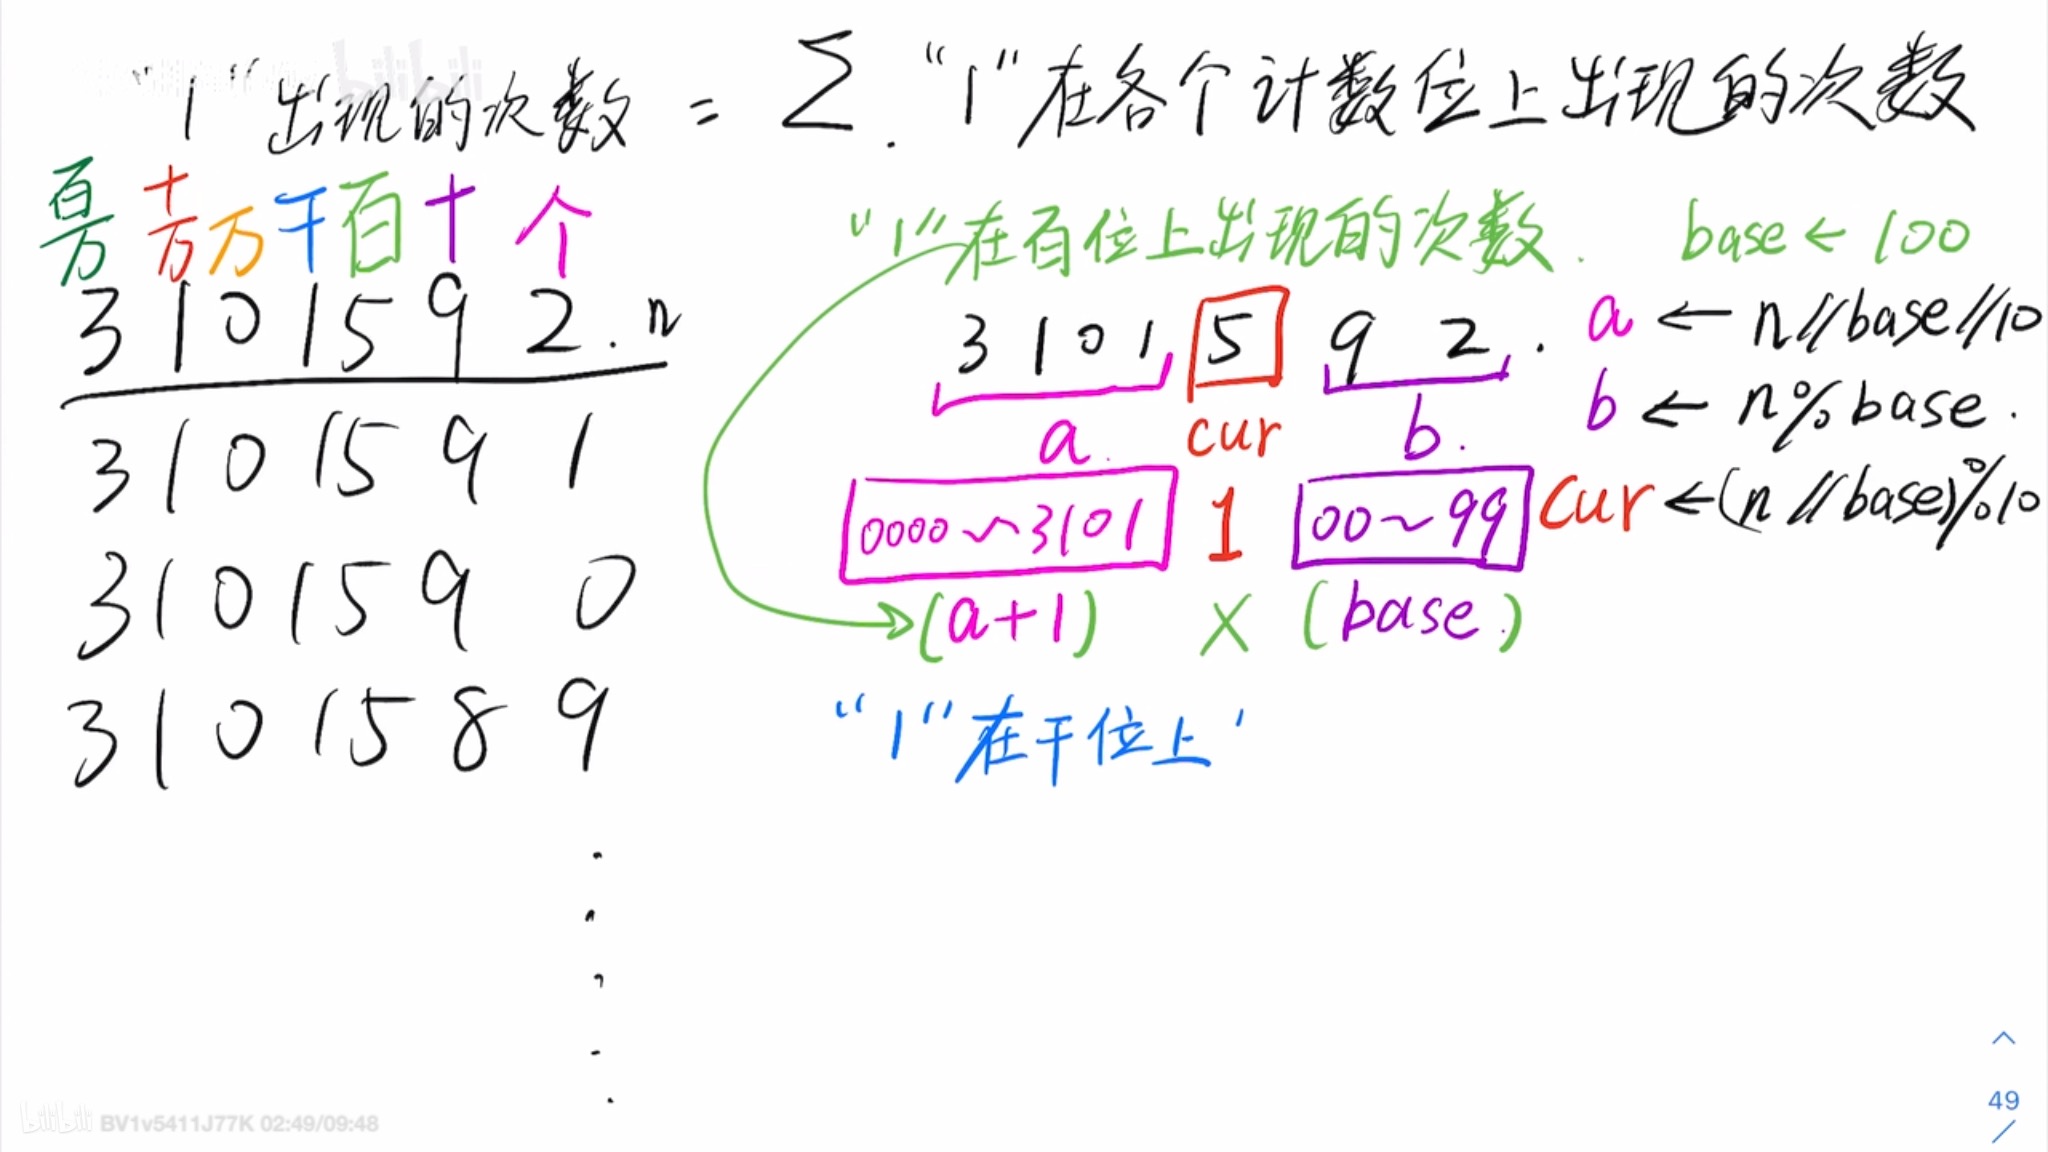 "1"出现的次数 = Σ. "1"在各个计数位上出现的次数
bilibili
百万 十万 万 千 百 十 个
3 1 0 1 5 9 2. n
3 1 0 1 5 9 1
3 1 0 1 5 9 0
3 1 0 1 5 8 9
"1"在百位上出现的次数. base ← 100
3 1 0 1 5 9 2. a ← n//base//10
a. cur b. b ← n%base.
0000~3101 1 00~99 cur ← (n//base)%10
(a+1) × (base.)
"1"在千位上'
bilibili BV1v5411J77K 02:49/09:48
49